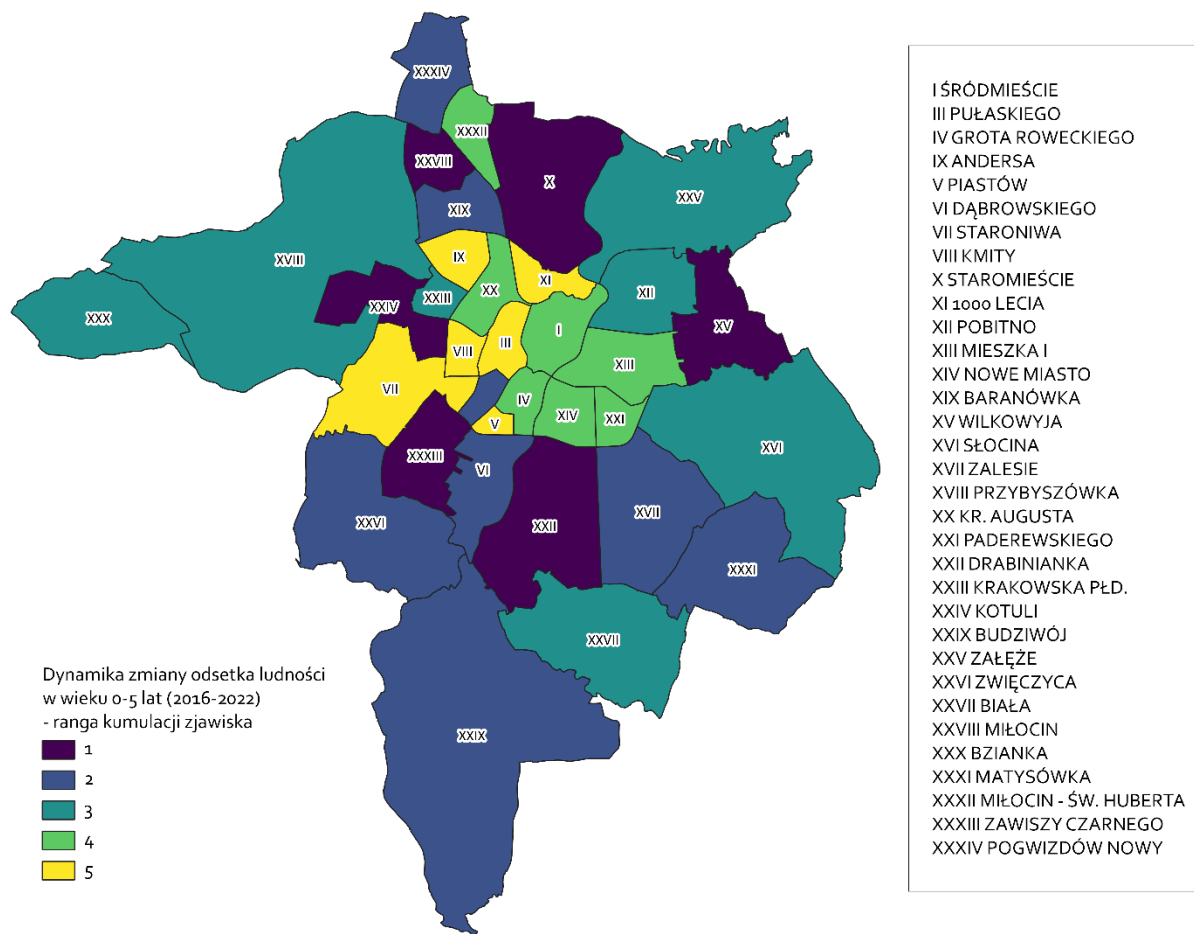 XXXIV
XXXII
XXVIII
X
XXV
XIX
XVIII
IX
XX
XI
XII
XXX
XXIV
XXIII
I
XV
VIII
III
XIII
VII
IV
XIV
XXI
V
XVI
XXXIII
VI
XXVI
XXII
XVII
XXXI
XXVII
XXIX
Dynamika zmiany odsetka ludności
w wieku 0-5 lat (2016-2022)
- ranga kumulacji zjawiska
1
2
3
4
5
I ŚRÓDMIEŚCIE
III PUŁASKIEGO
IV GROTA ROWECKIEGO
IX ANDERSA
V PIASTÓW
VI DĄBROWSKIEGO
VII STARONIWA
VIII KMITY
X STAROMIEŚCIE
XI 1000 LECIA
XII POBITNO
XIII MIESZKA I
XIV NOWE MIASTO
XIX BARANÓWKA
XV WILKOWYJA
XVI SŁOCINA
XVII ZALESIE
XVIII PRZYBYSZÓWKA
XX KR. AUGUSTA
XXI PADEREWSKIEGO
XXII DRABINIANKA
XXIII KRAKOWSKA PŁD.
XXIV KOTULI
XXIX BUDZIWÓJ
XXV ZAŁĘŻE
XXVI ZWIĘCZYCA
XXVII BIAŁA
XXVIII MIŁOCIN
XXX BZIANKA
XXXI MATYSÓWKA
XXXII MIŁOCIN - ŚW. HUBERTA
XXXIII ZAWISZY CZARNEGO
XXXIV POGWIZDÓW NOWY